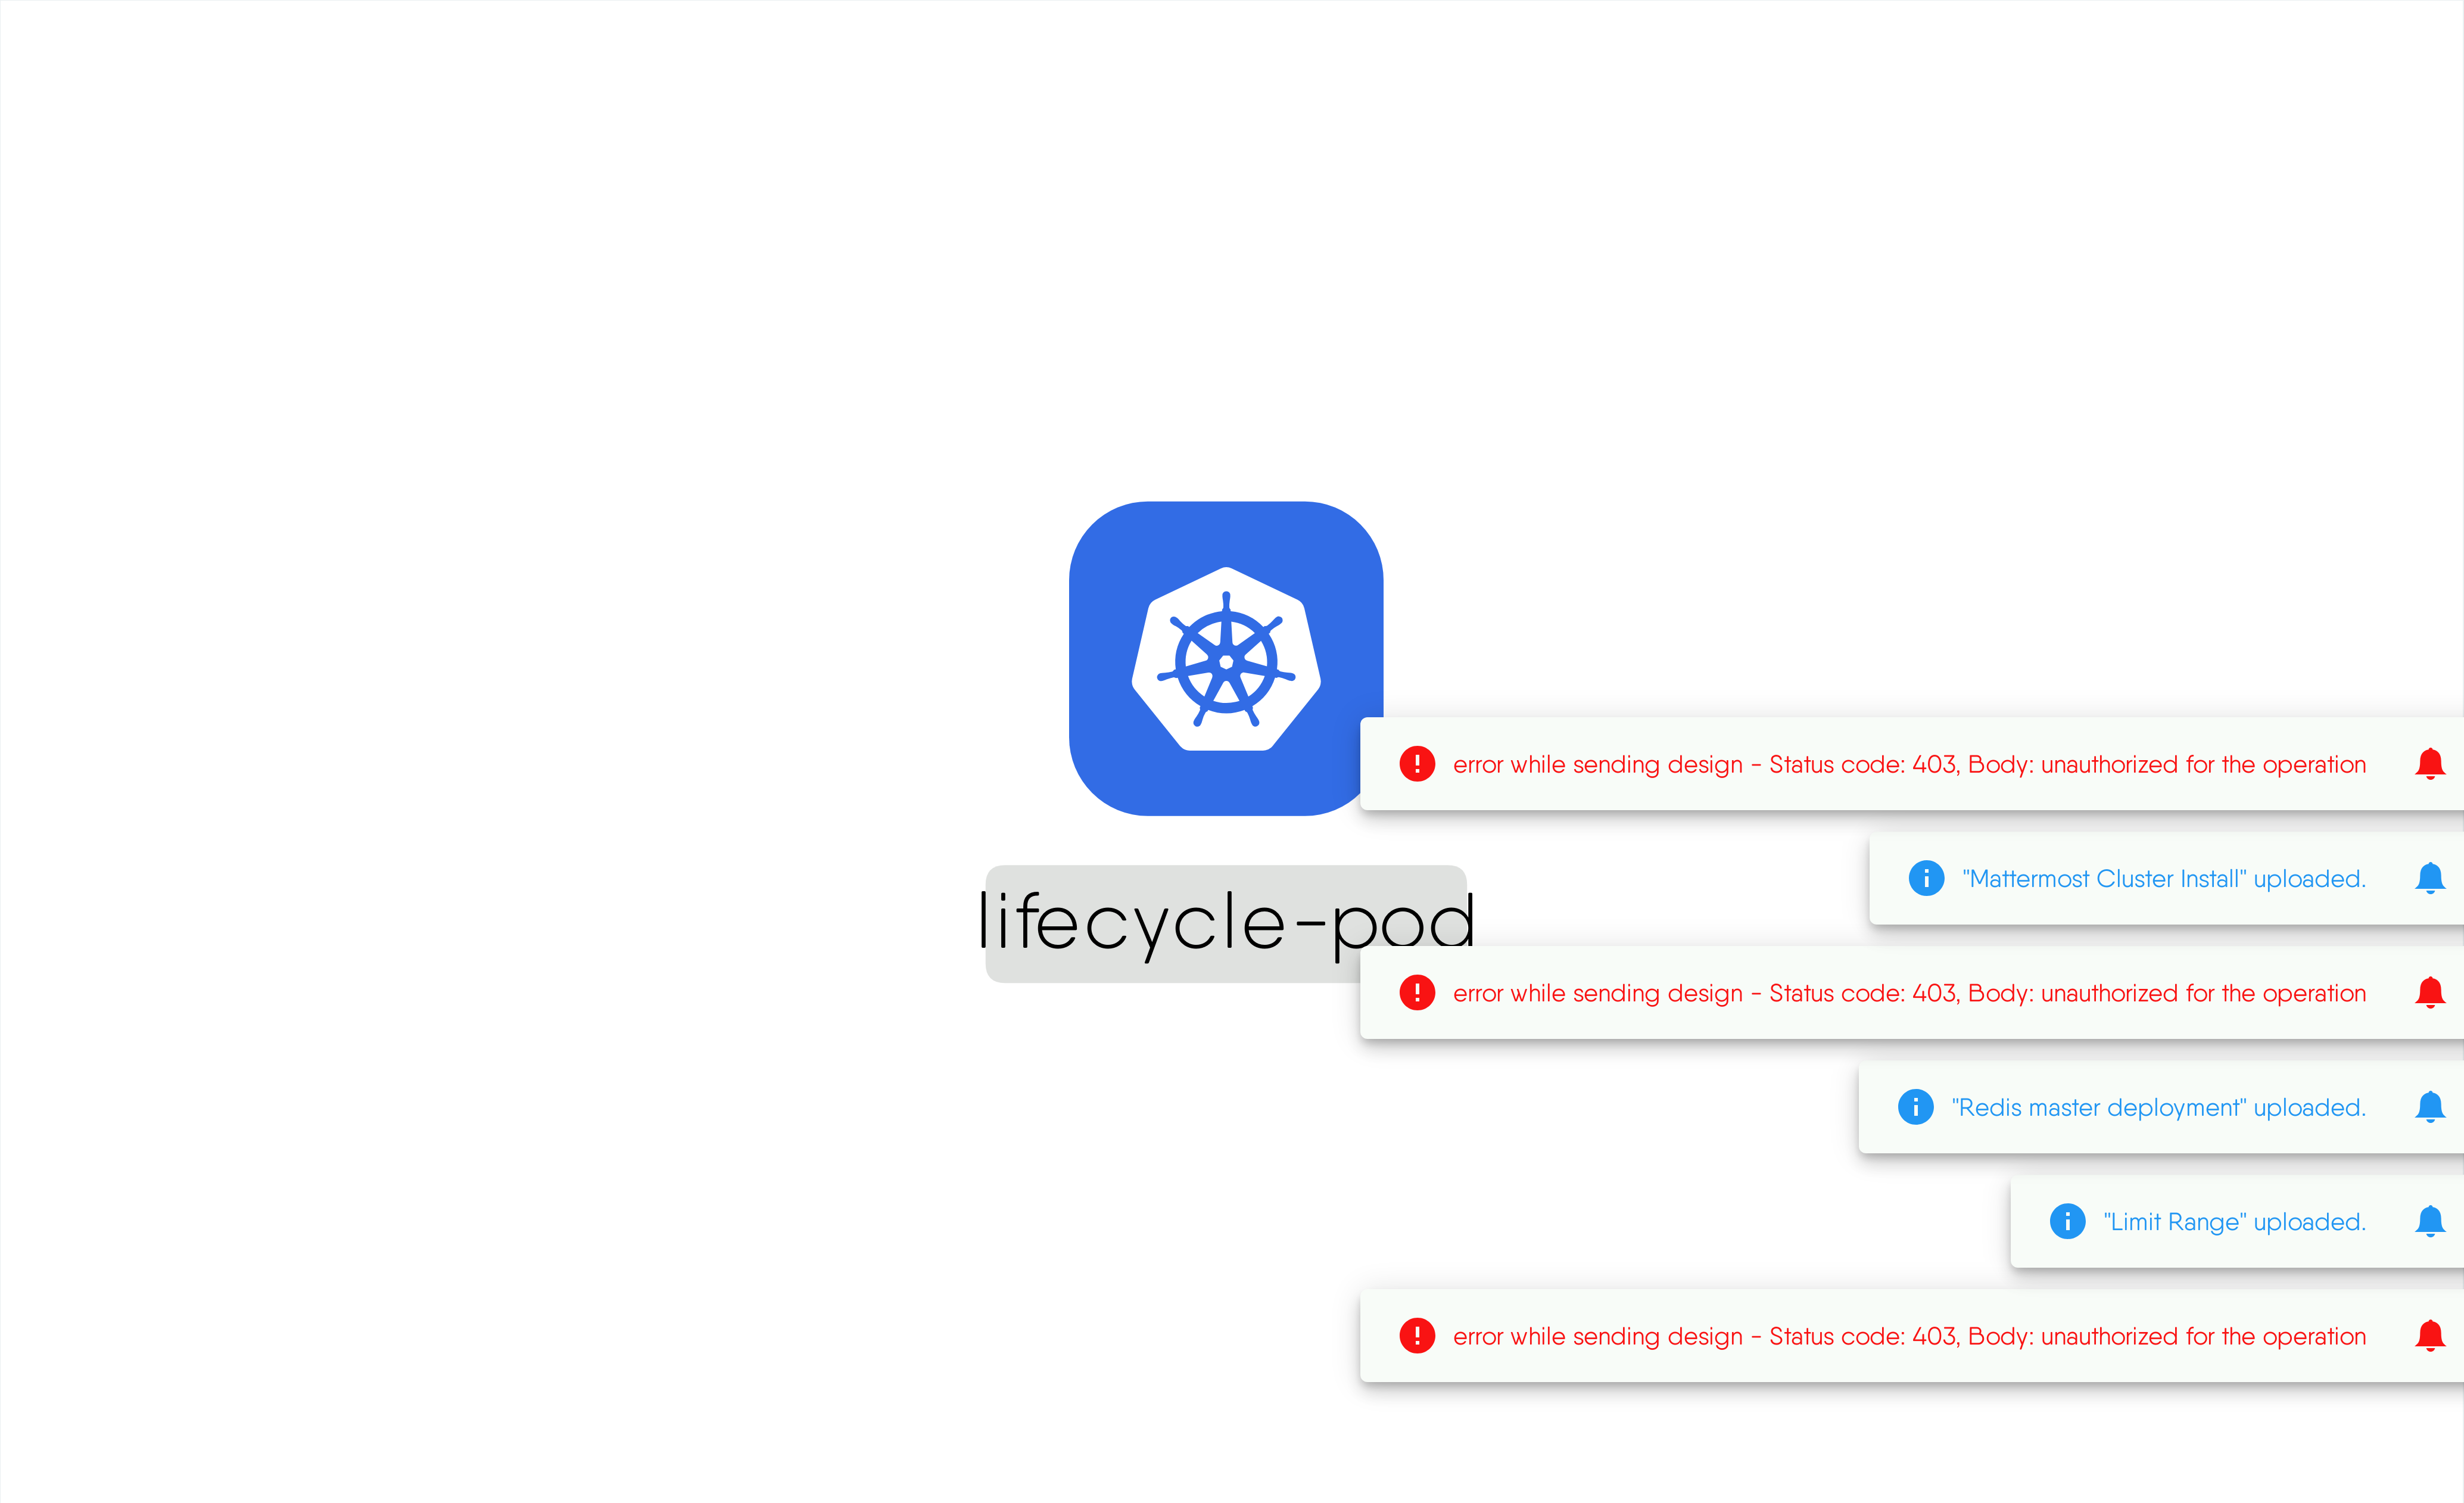 error while sending design - Status code: 403, Body: unauthorized for the operation
"Mattermost Cluster Install" uploaded.
lifecycle-pod
error while sending design - Status code: 403, Body: unauthorized for the operation
"Redis master deployment" uploaded.
"Limit Range" uploaded.
error while sending design - Status code: 403, Body: unauthorized for the operation